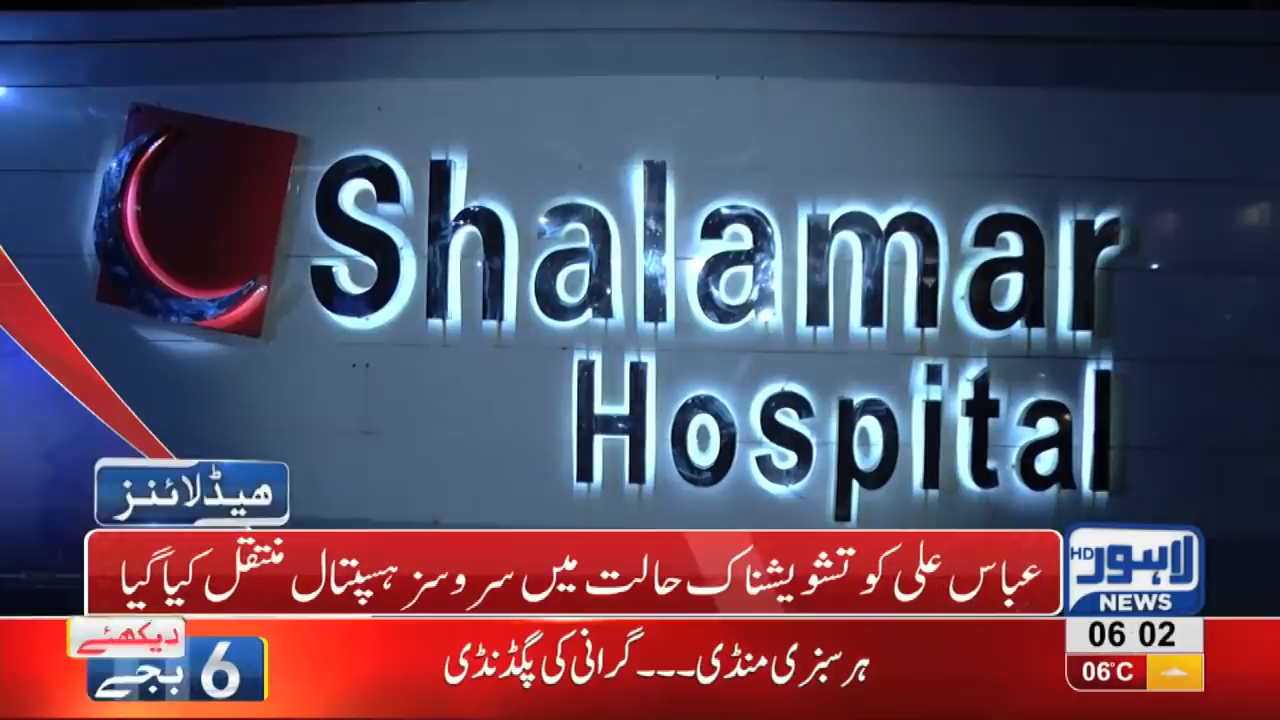 Shalamar
Hospital
ھیڈلائنز
عباس علی کو تشویشناک حالت میں سروسز ہسپتال منتقل کیا گیا
لاہور HD
NEWS
06 02
06°C
دیکھئے
6 بجے
ہر سبزی منڈی ۔۔۔ گرانی کی پگڈنڈی